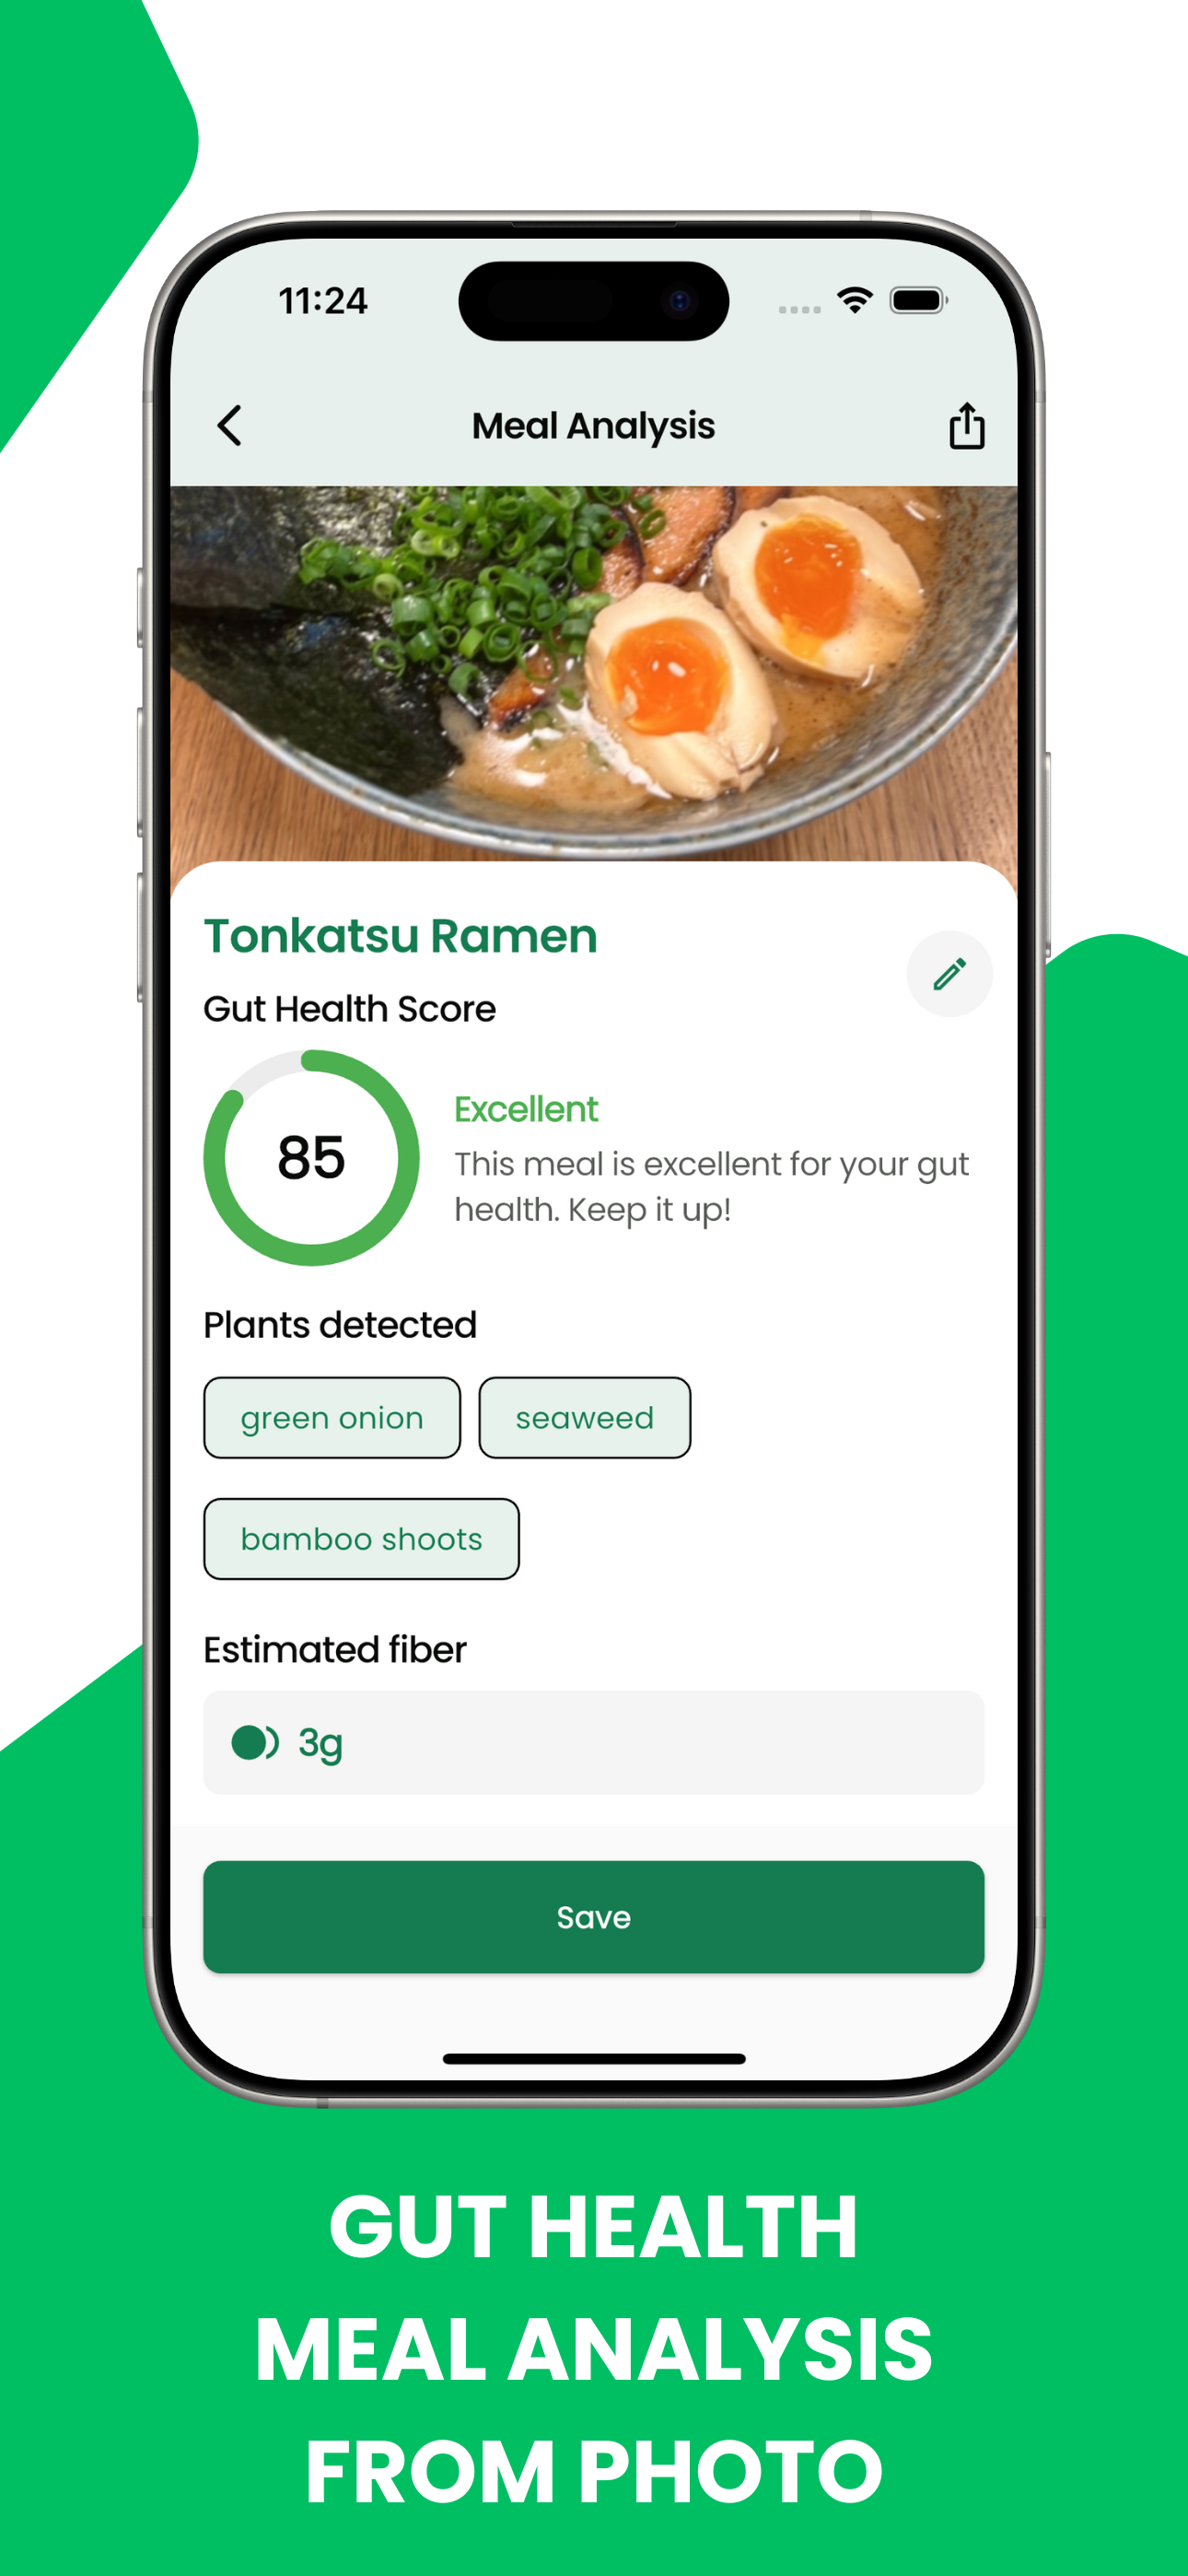 11:24
Meal Analysis
Tonkatsu Ramen
Gut Health Score
85
Excellent
This meal is excellent for your gut
health. Keep it up!
Plants detected
green onion
seaweed
bamboo shoots
Estimated fiber
3g
Save
GUT HEALTH
MEAL ANALYSIS
FROM PHOTO